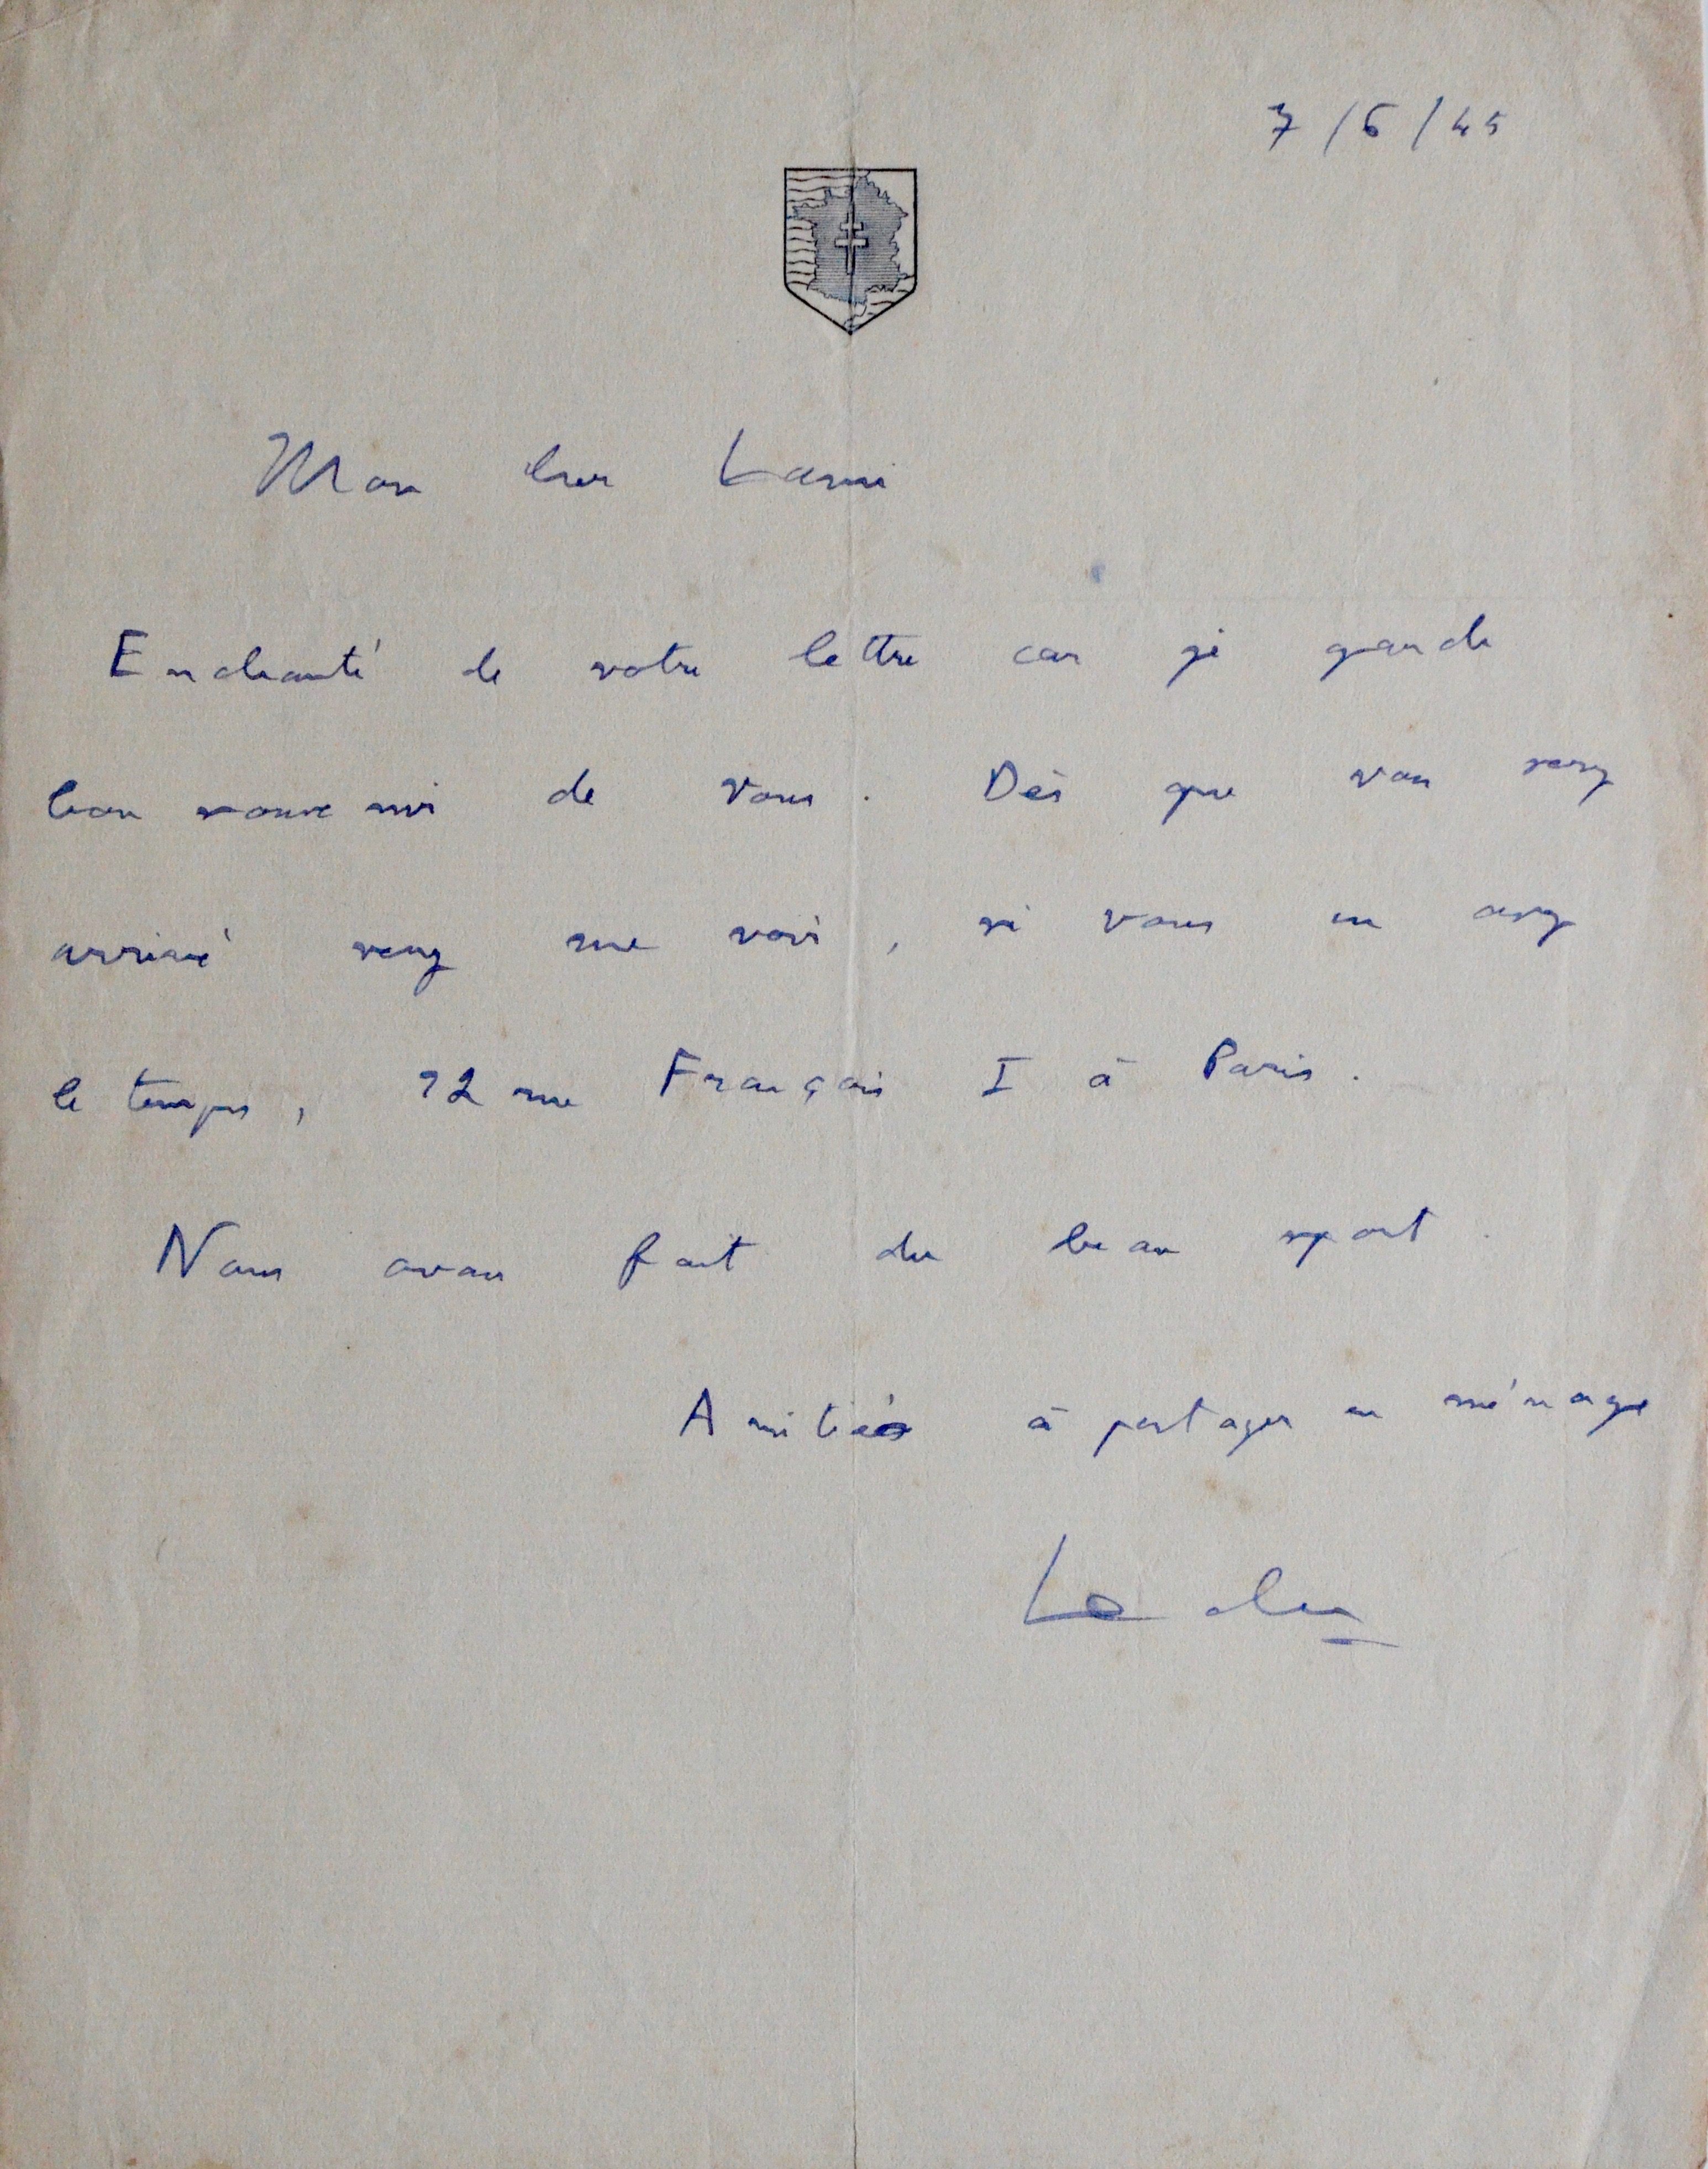 7/6/45
Mon cher Lami
Enchanté de votre lettre car je garde
bon souvenir de vous. Dès que vous serez
arrivé venez me voir, si vous en avez
le temps, 12 rue François I à Paris.
Nous avons fait du beau sport.
Amitiés à partager en ménage